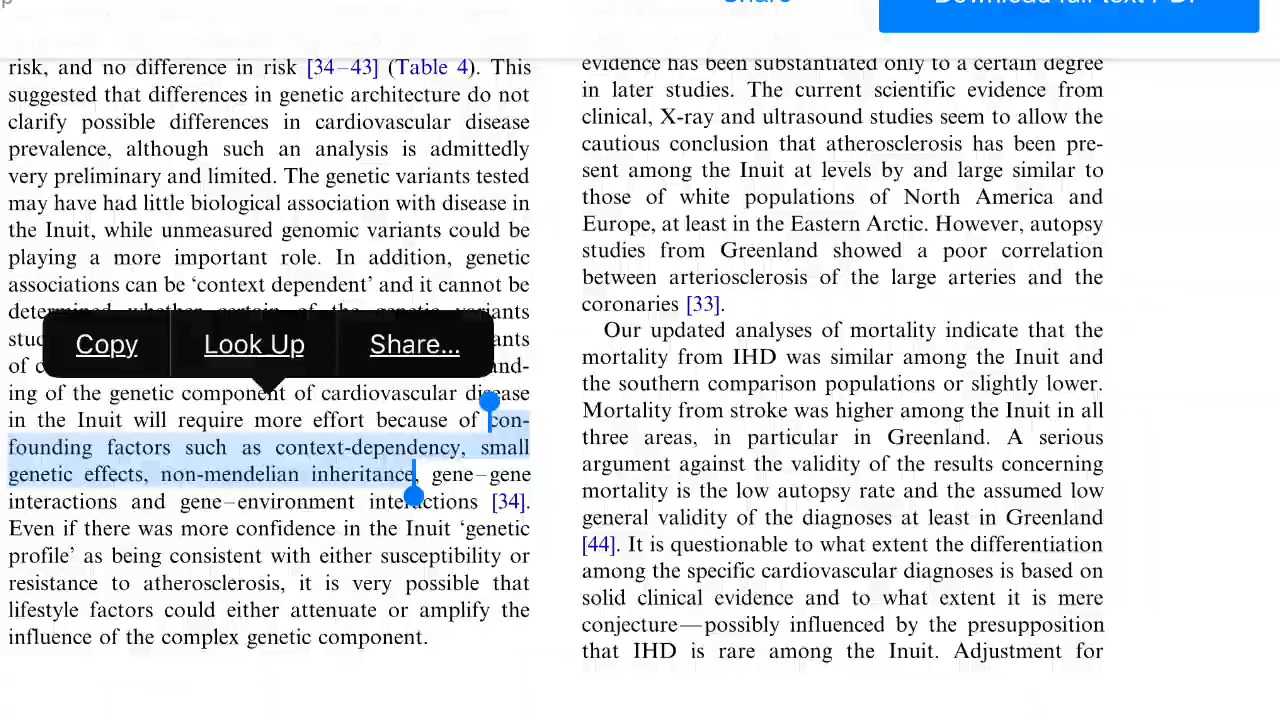 Share
Download full-text PDF
risk, and no difference in risk [34–43] (Table 4). This
suggested that differences in genetic architecture do not
clarify possible differences in cardiovascular disease
prevalence, although such an analysis is admittedly
very preliminary and limited. The genetic variants tested
may have had little biological association with disease in
the Inuit, while unmeasured genomic variants could be
playing a more important role. In addition, genetic
associations can be ‘context dependent’ and it cannot be
determined whether certain of the genetic variants
Copy
Look Up
Share...
ing of the genetic component of cardiovascular disease
in the Inuit will require more effort because of con-
founding factors such as context-dependency, small
genetic effects, non-mendelian inheritance, gene–gene
interactions and gene–environment interactions [34].
Even if there was more confidence in the Inuit ‘genetic
profile’ as being consistent with either susceptibility or
resistance to atherosclerosis, it is very possible that
lifestyle factors could either attenuate or amplify the
influence of the complex genetic component.
evidence has been substantiated only to a certain degree
in later studies. The current scientific evidence from
clinical, X-ray and ultrasound studies seem to allow the
cautious conclusion that atherosclerosis has been pre-
sent among the Inuit at levels by and large similar to
those of white populations of North America and
Europe, at least in the Eastern Arctic. However, autopsy
studies from Greenland showed a poor correlation
between arteriosclerosis of the large arteries and the
coronaries [33].
Our updated analyses of mortality indicate that the
mortality from IHD was similar among the Inuit and
the southern comparison populations or slightly lower.
Mortality from stroke was higher among the Inuit in all
three areas, in particular in Greenland. A serious
argument against the validity of the results concerning
mortality is the low autopsy rate and the assumed low
general validity of the diagnoses at least in Greenland
[44]. It is questionable to what extent the differentiation
among the specific cardiovascular diagnoses is based on
solid clinical evidence and to what extent it is mere
conjecture—possibly influenced by the presupposition
that IHD is rare among the Inuit. Adjustment for